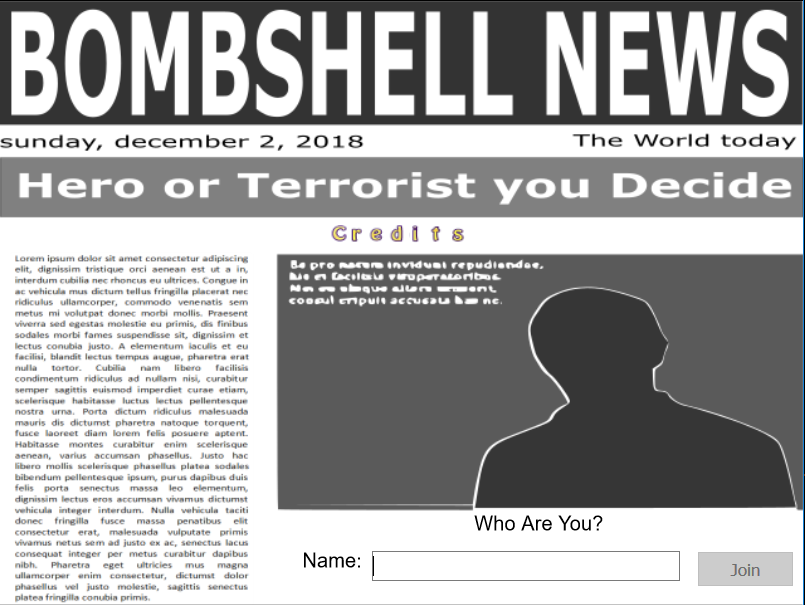 BOMBSHELL NEWS
sunday, december 2, 2018
The World today
Hero or Terrorist you Decide
Credits
Lorem ipsum dolor sit amet consectetur adipiscing
elit, dignissim tristique orci aenean est ut a in,
interdum cubilia nec rhoncus eu ultrices. Congue in
ac vehicula mus dictum tellus fringilla placerat nec
ridiculus ullamcorper, commodo venenatis sem
metus mi volutpat donec morbi mollis. Praesent
viverra sed egestas molestie eu primis, dis finibus
sodales morbi fames suspendisse sit, dignissim et
lectus conubia justo. A elementum iaculis et eu
facilisi, blandit lectus tempus augue, pharetra erat
nulla tortor. Cubilia nam libero facilisis
condimentum ridiculus ad nullam nisi, curabitur
semper sagittis euismod imperdiet curae etiam,
scelerisque habitasse luctus lectus pellentesque
nostra urna. Porta dictum ridiculus malesuada
mauris dis dictumst pharetra natoque torquent,
fusce laoreet diam lorem felis posuere aptent.
Habitasse montes curabitur enim scelerisque
aenean, varius accumsan phasellus. Justo hac
libero mollis scelerisque phasellus platea sodales
bibendum pellentesque ipsum, purus dapibus duis
felis porta senectus massa leo elementum,
dignissim lectus eros accumsan vivamus dictumst
vehicula integer interdum. Nulla vehicula taciti
donec fringilla fusce massa penatibus elit
consectetur erat, malesuada vulputate primis
vivamus netus sem ad justo ex ac, senectus lacus
consequat integer per metus curabitur dapibus
nibh. Pharetra eget ultricies mus magna
ullamcorper enim consectetur, dictumst dolor
phasellus vel justo molestie, sagittis senectus
platea fringilla conubia primis.
Be pro invidunt repudiandae,
Who Are You?
Name:
Join